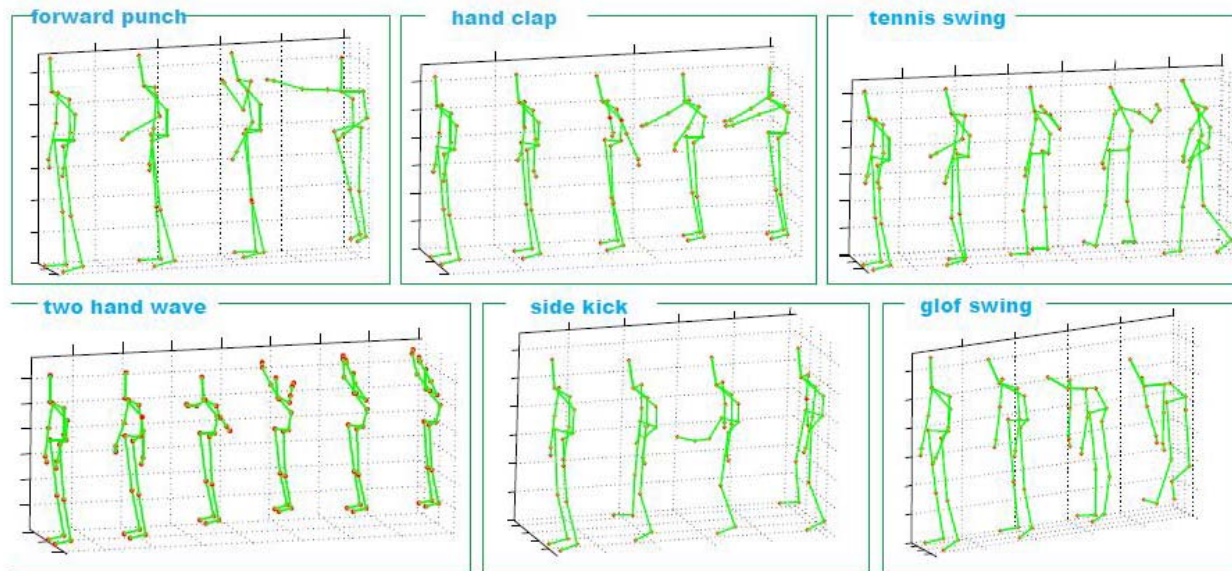 forward punch
hand clap
tennis swing
two hand wave
side kick
glof swing